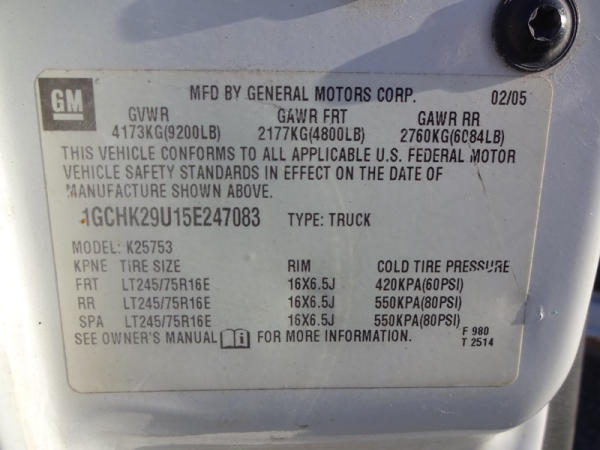 GM
MFD BY GENERAL MOTORS CORP. 02/05
GVWR GAWR FRT GAWR RR
4173KG(9200LB) 2177KG(4800LB) 2760KG(6084LB)
THIS VEHICLE CONFORMS TO ALL APPLICABLE U.S. FEDERAL MOTOR
VEHICLE SAFETY STANDARDS IN EFFECT ON THE DATE OF
MANUFACTURE SHOWN ABOVE.
1GCHK29U15E247083 TYPE: TRUCK
MODEL: K25753
KPNE TIRE SIZE RIM COLD TIRE PRESSURE
FRT LT245/75R16E 16X6.5J 420KPA(60PSI)
RR LT245/75R16E 16X6.5J 550KPA(80PSI)
SPA LT245/75R16E 16X6.5J 550KPA(80PSI)
SEE OWNER'S MANUAL FOR MORE INFORMATION. F 980
T 2514